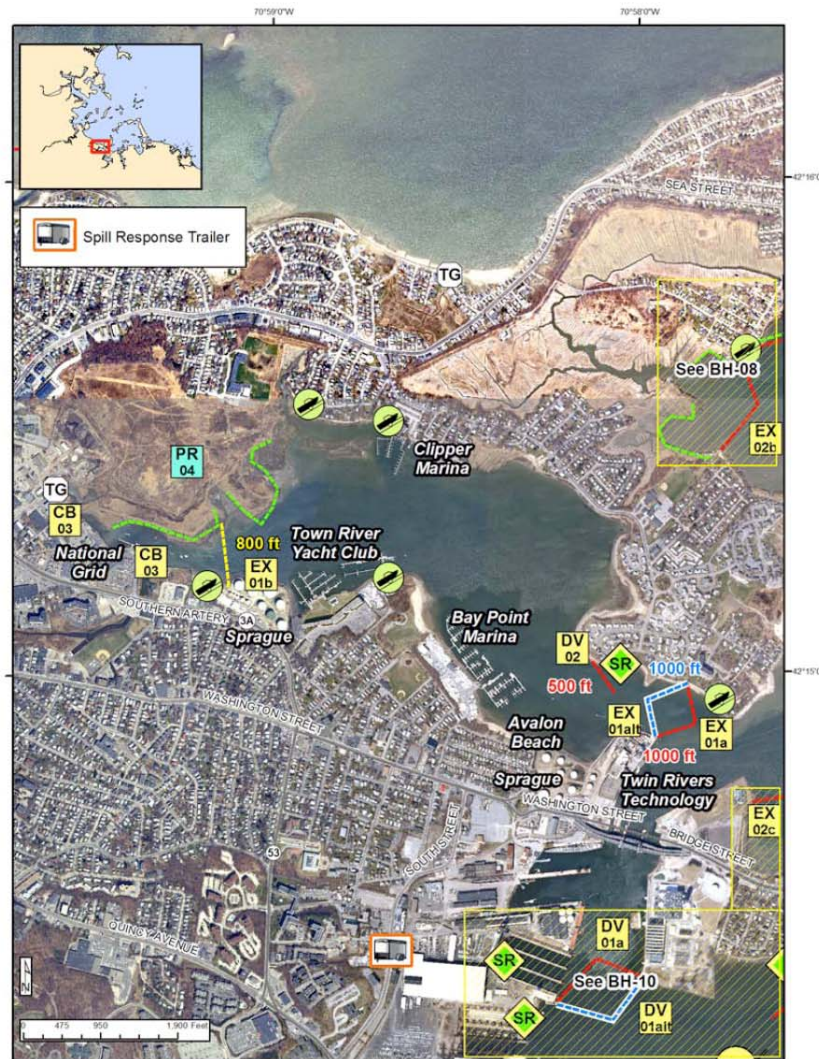 70°59'0"W
70°58'0"W
42°16'0"N
SEA STREET
Spill Response Trailer
TG
See BH-08
EX
02b
Clipper
Marina
PR
04
TG
CB
03
CB
03
National
Grid
800 ft
EX
01b
Town River
Yacht Club
SOUTHERN ARTERY
3A
Sprague
WASHINGTON STREET
Bay Point
Marina
DV
02
SR
42°15'0"N
500 ft
1000 ft
EX
01alt
EX
01a
1000 ft
Avalon
Beach
Sprague
Twin Rivers
Technology
WASHINGTON STREET
BRIDGE STREET
EX
02c
SOUTH STREET
53
QUINCY AVENUE
DV
01a
SR
See BH-10
SR
DV
01alt
N
0 475 950 1,900 Feet